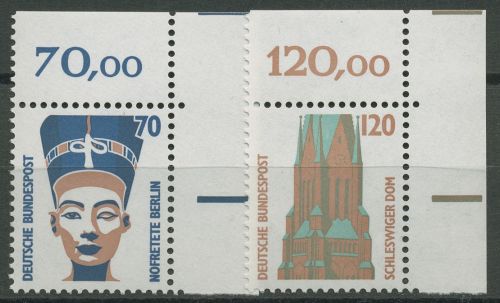 70,00
70
DEUTSCHE BUNDESPOST
NOFRETETE BERLIN
120,00
120
DEUTSCHE BUNDESPOST
SCHLESWIGER DOM